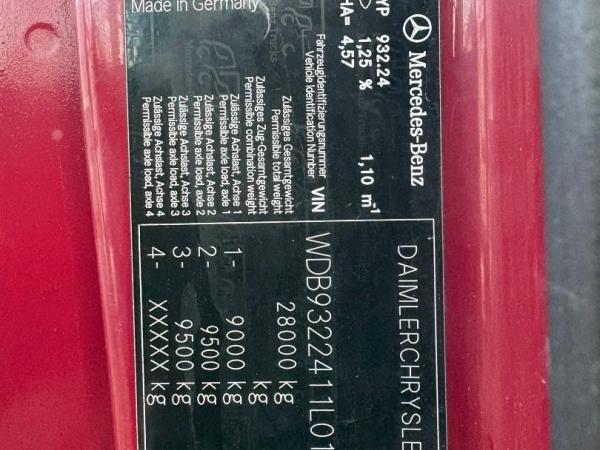 Mercedes-Benz
DAIMLERCHRYSLE
YP 932.24
1,25 % 1,10 m⁻¹
HA= 4,57
Fahrzeugidentifizierungsnummer
Vehicle Identification Number VIN WDB9322411L01
Zulässiges Gesamtgewicht
Permissible total weight 28000 kg
Zulässiges Zug-Gesamtgewicht
Permissible combination weight kg
Zulässige Achslast, Achse 1
Permissible axle load, axle 1 1- 9000 kg
Zulässige Achslast, Achse 2
Permissible axle load, axle 2 2- 9500 kg
Zulässige Achslast, Achse 3
Permissible axle load, axle 3 3- 9500 kg
Zulässige Achslast, Achse 4
Permissible axle load, axle 4 4- XXXXX kg
Made in Germany